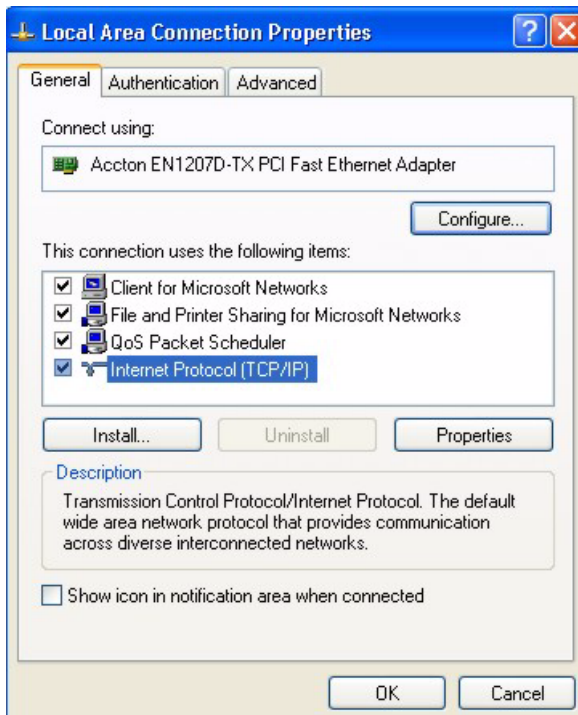 Local Area Connection Properties
General Authentication Advanced
Connect using:
Accton EN1207D-TX PCI Fast Ethernet Adapter
Configure...
This connection uses the following items:
Client for Microsoft Networks
File and Printer Sharing for Microsoft Networks
QoS Packet Scheduler
Internet Protocol (TCP/IP)
Install... Uninstall Properties
Description
Transmission Control Protocol/Internet Protocol. The default
wide area network protocol that provides communication
across diverse interconnected networks.
Show icon in notification area when connected
OK Cancel